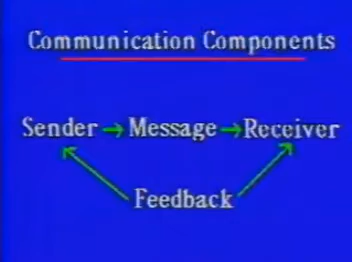 Communication Components
Sender → Message → Receiver
Feedback